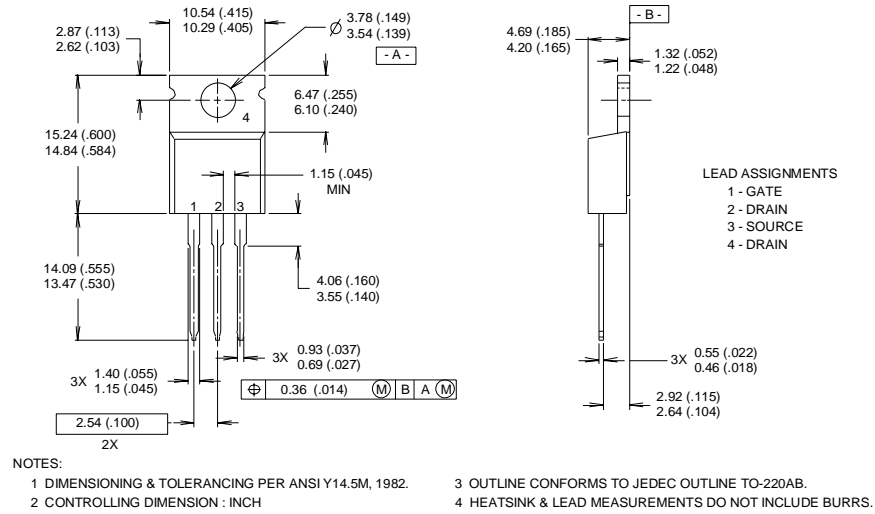 10.54 (.415)
10.29 (.405)
3.78 (.149)
3.54 (.139)
- A -
2.87 (.113)
2.62 (.103)
4
6.47 (.255)
6.10 (.240)
15.24 (.600)
14.84 (.584)
1.15 (.045)
MIN
1 2 3
14.09 (.555)
13.47 (.530)
4.06 (.160)
3.55 (.140)
3X 0.93 (.037)
0.69 (.027)
3X 1.40 (.055)
1.15 (.045)
⌖ 0.36 (.014) Ⓜ B A Ⓜ
2.54 (.100)
2X
- B -
4.69 (.185)
4.20 (.165)
1.32 (.052)
1.22 (.048)
LEAD ASSIGNMENTS
1 - GATE
2 - DRAIN
3 - SOURCE
4 - DRAIN
3X 0.55 (.022)
0.46 (.018)
2.92 (.115)
2.64 (.104)
NOTES:
1 DIMENSIONING & TOLERANCING PER ANSI Y14.5M, 1982.
2 CONTROLLING DIMENSION : INCH
3 OUTLINE CONFORMS TO JEDEC OUTLINE TO-220AB.
4 HEATSINK & LEAD MEASUREMENTS DO NOT INCLUDE BURRS.